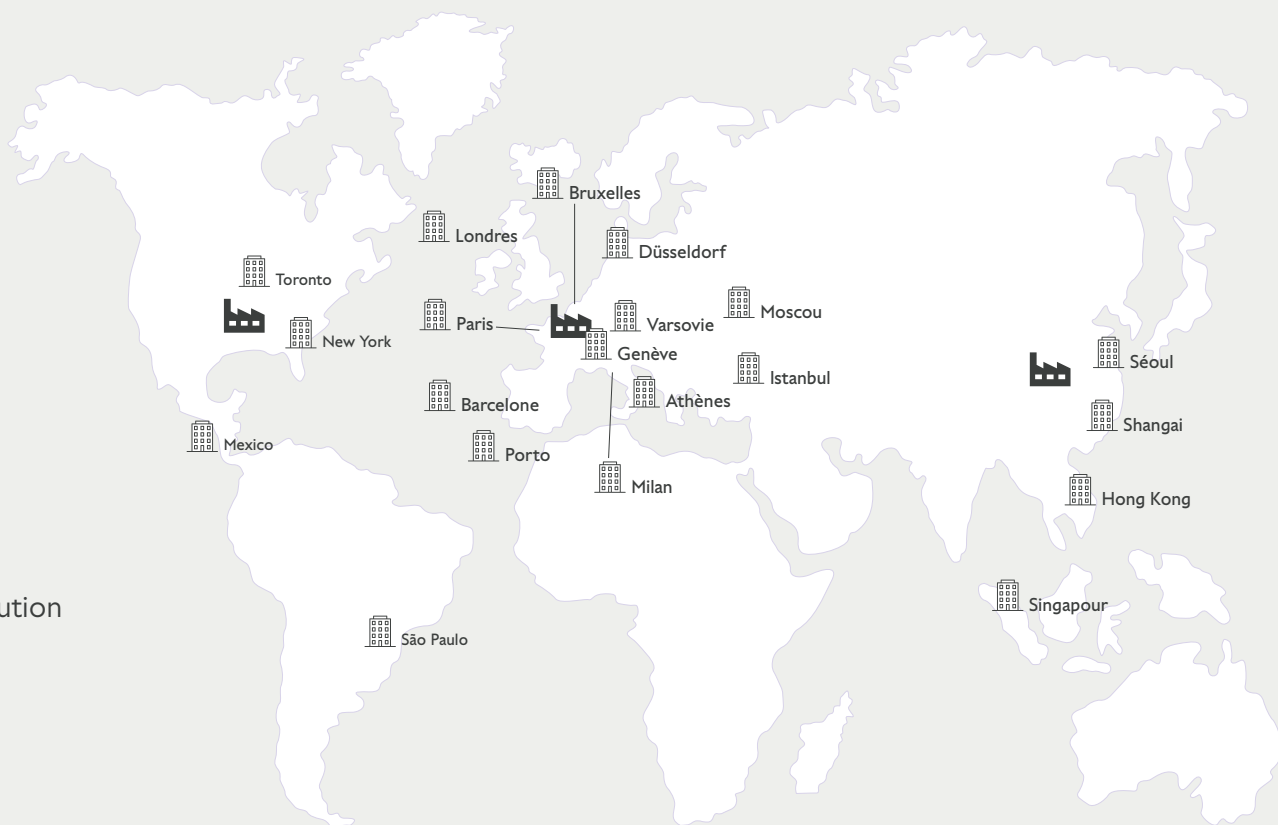 Bruxelles
Londres
Düsseldorf
Toronto
Moscou
Paris
Varsovie
New York
Genève
Séoul
Istanbul
Athènes
Barcelone
Shangai
Mexico
Porto
Milan
Hong Kong
Singapour
ution
São Paulo